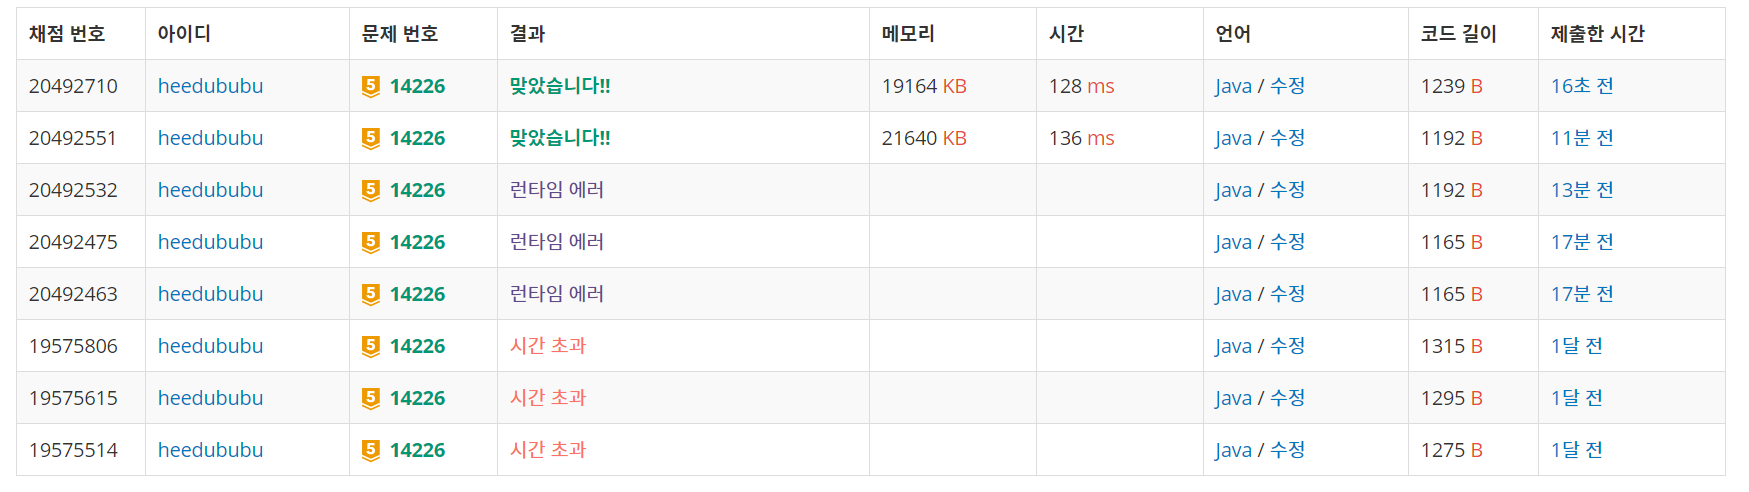 채점 번호 아이디 문제 번호 결과 메모리 시간 언어 코드 길이 제출한 시간
20492710 heedububu 5 14226 맞았습니다!! 19164 KB 128 ms Java / 수정 1239 B 16초 전
20492551 heedububu 5 14226 맞았습니다!! 21640 KB 136 ms Java / 수정 1192 B 11분 전
20492532 heedububu 5 14226 런타임 에러 Java / 수정 1192 B 13분 전
20492475 heedububu 5 14226 런타임 에러 Java / 수정 1165 B 17분 전
20492463 heedububu 5 14226 런타임 에러 Java / 수정 1165 B 17분 전
19575806 heedububu 5 14226 시간 초과 Java / 수정 1315 B 1달 전
19575615 heedububu 5 14226 시간 초과 Java / 수정 1295 B 1달 전
19575514 heedububu 5 14226 시간 초과 Java / 수정 1275 B 1달 전